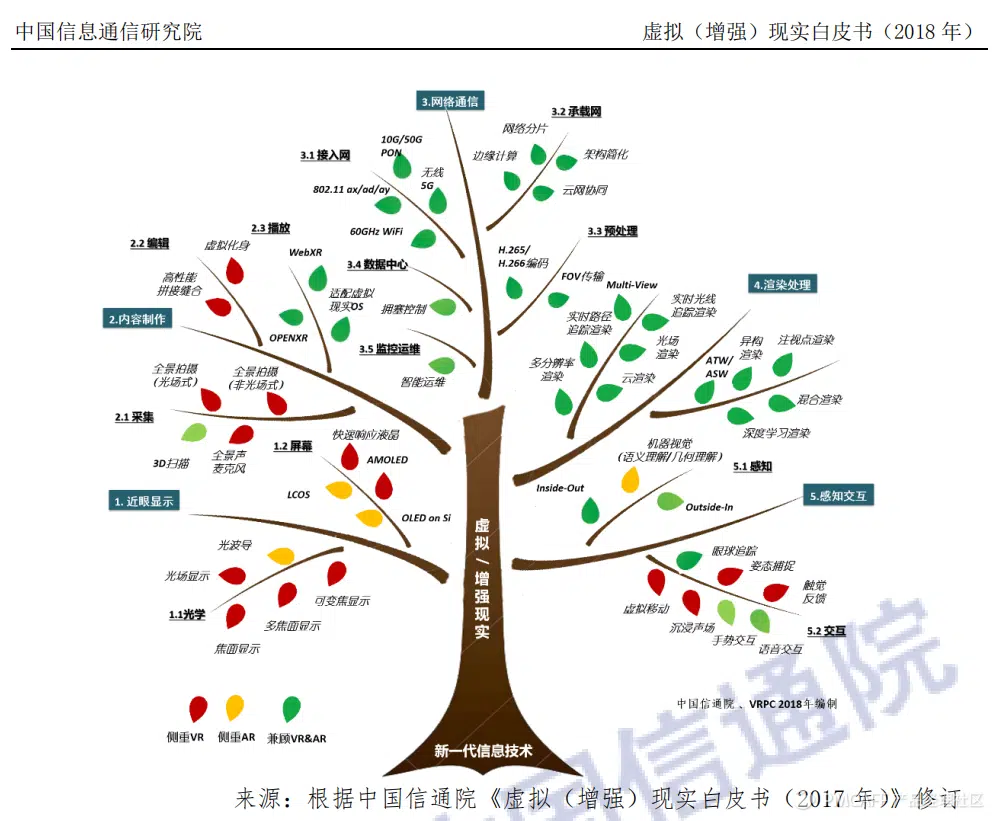 中国信息通信研究院
虚拟（增强）现实白皮书（2018 年）
3.网络通信
3.1 接入网
10G/50G
PON
无线
5G
802.11 ax/ad/ay
60GHz WiFi
3.2 承载网
网络分片
边缘计算
架构简化
云网协同
3.3 预处理
H.265/
H.266编码
FOV传输
3.4 数据中心
拥塞控制
3.5 监控运维
智能运维
2.内容制作
2.2 编辑
虚拟化身
高性能
拼接缝合
2.3 播放
WebXR
适配虚拟
现实OS
OPENXR
2.1 采集
全景拍摄
(光场式)
全景拍摄
(非光场式)
3D扫描
全景声
麦克风
4.渲染处理
Multi-View
实时光线
追踪渲染
实时路径
追踪渲染
光场
渲染
多分辨率
渲染
云渲染
ATW/
ASW
异构
渲染
注视点渲染
混合渲染
深度学习渲染
1. 近眼显示
1.2 屏幕
快速响应液晶
AMOLED
LCOS
OLED on Si
1.1光学
光波导
光场显示
可变焦显示
多焦面显示
焦面显示
5.感知交互
5.1 感知
机器视觉
(语义理解/几何理解)
Inside-Out
Outside-In
5.2 交互
眼球追踪
姿态捕捉
触觉
反馈
虚拟移动
沉浸声场
手势交互
语音交互
虚拟/增强现实
新一代信息技术
侧重VR
侧重AR
兼顾VR&AR
中国信通院 、VRPC 2018年编制
中国信通院
来源：根据中国信通院《虚拟（增强）现实白皮书（2017 年）》修订